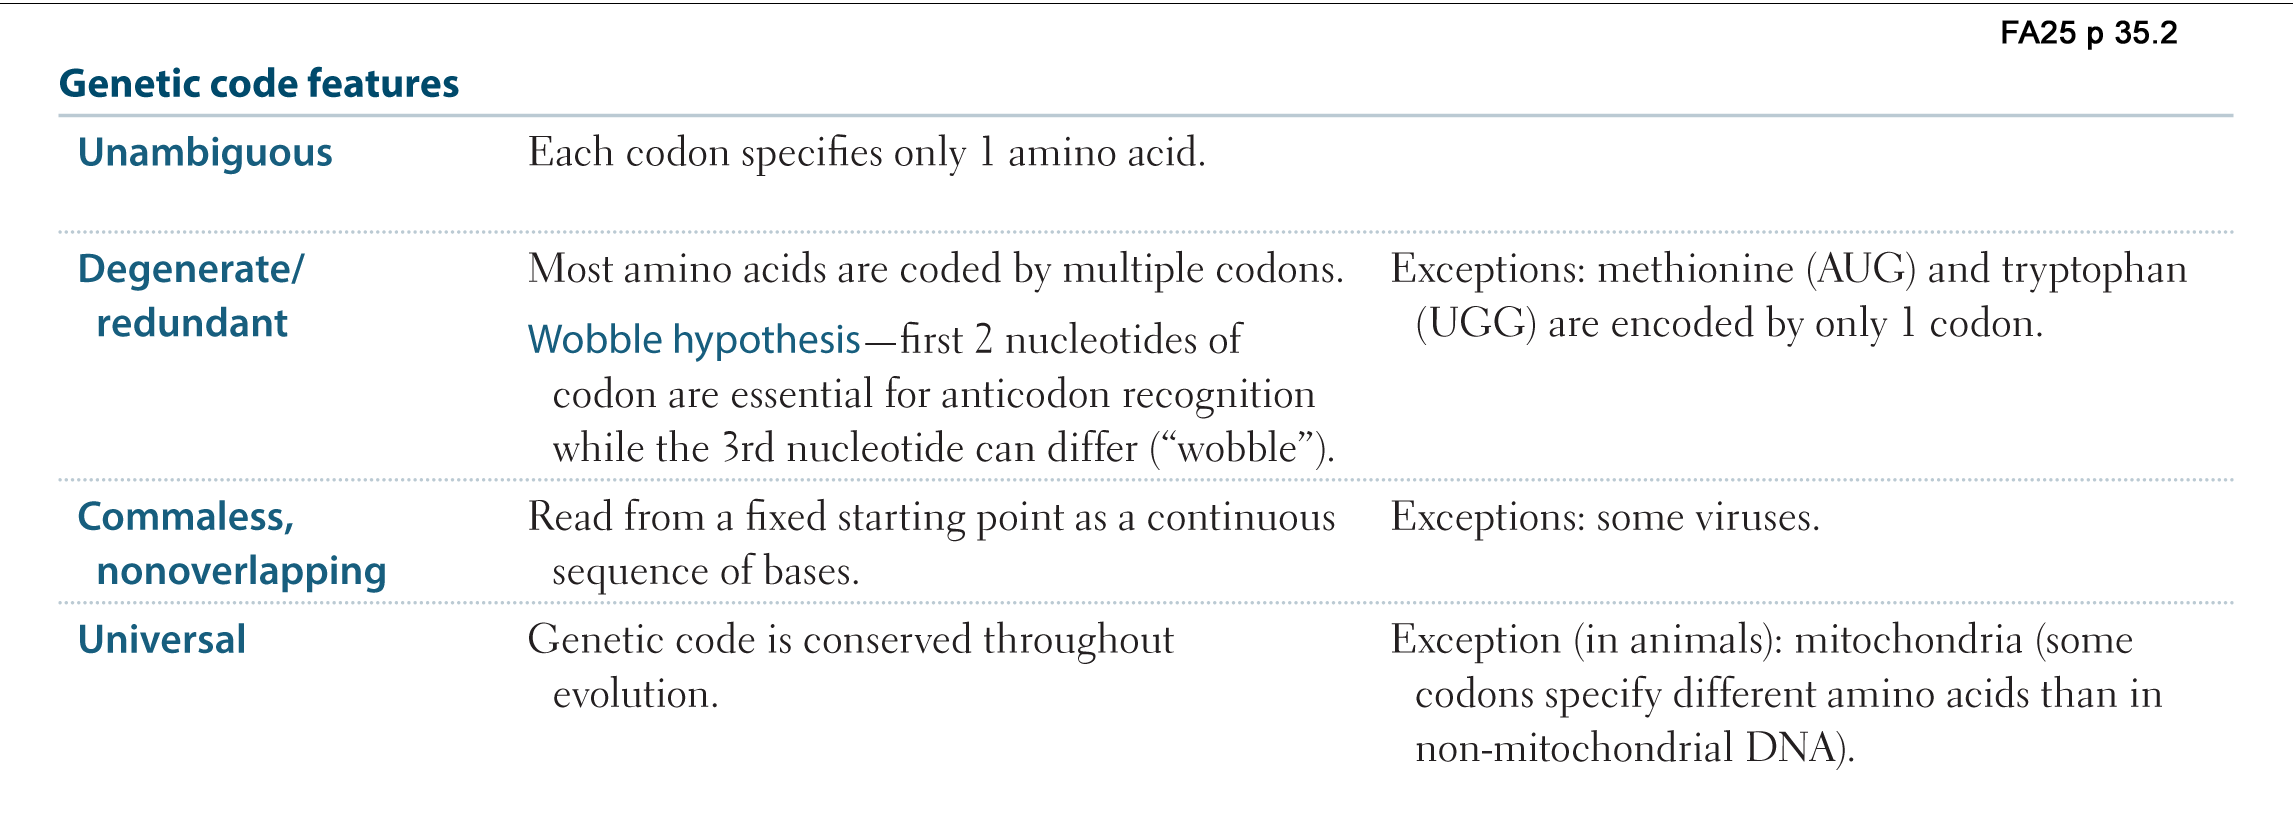 FA25 p 35.2
Genetic code features
Unambiguous
Each codon specifies only 1 amino acid.
Degenerate/
redundant
Most amino acids are coded by multiple codons.
Wobble hypothesis—first 2 nucleotides of
codon are essential for anticodon recognition
while the 3rd nucleotide can differ (“wobble”).
Exceptions: methionine (AUG) and tryptophan
(UGG) are encoded by only 1 codon.
Commaless,
nonoverlapping
Read from a fixed starting point as a continuous
sequence of bases.
Exceptions: some viruses.
Universal
Genetic code is conserved throughout
evolution.
Exception (in animals): mitochondria (some
codons specify different amino acids than in
non-mitochondrial DNA).